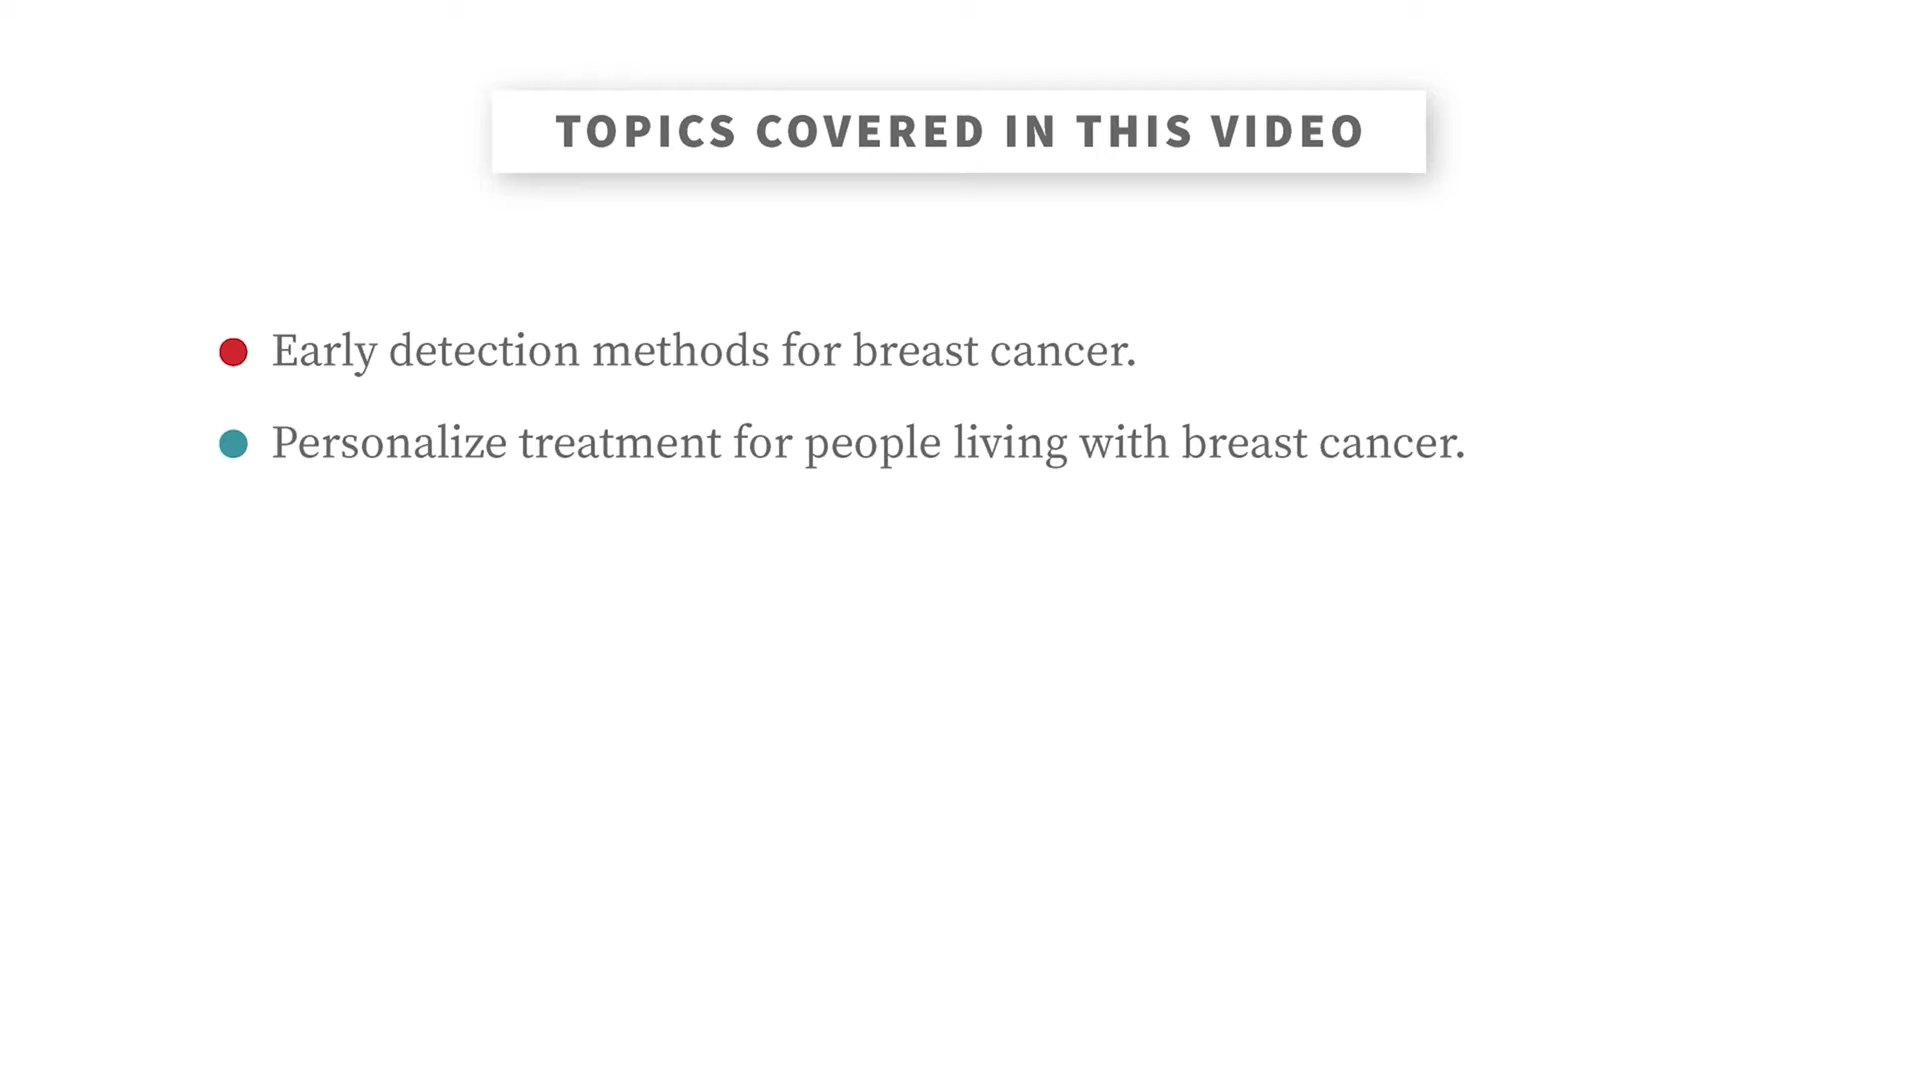 TOPICS COVERED IN THIS VIDEO
Early detection methods for breast cancer.
Personalize treatment for people living with breast cancer.